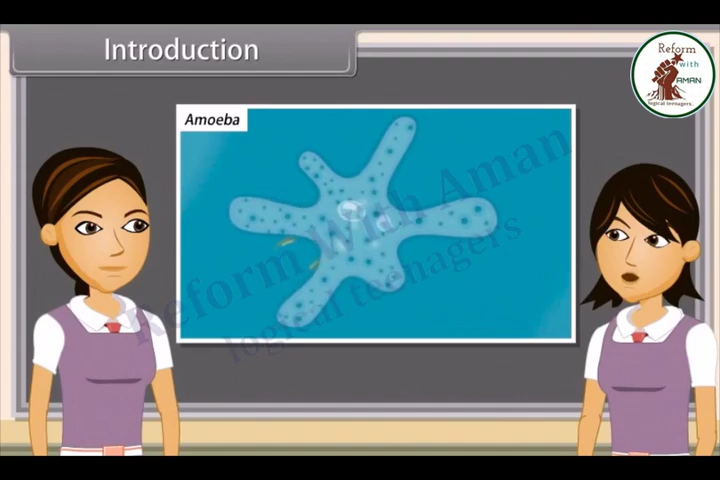 Introduction
Reform
with
AMAN
logical teenagers.
Amoeba
Reform With Aman
logical teenagers